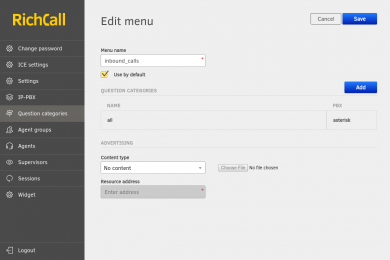 RichCall
Edit menu
Cancel
Save
Change password
ICE settings
Settings
IP-PBX
Question categories
Agent groups
Agents
Supervisors
Sessions
Widget
Logout
Menu name
inbound_calls
*
Use by default
QUESTION CATEGORIES
Add
NAME
PBX
all
asterisk
ADVERTISING
Content type
No content
Choose File No file chosen
Resource address
Enter address
*